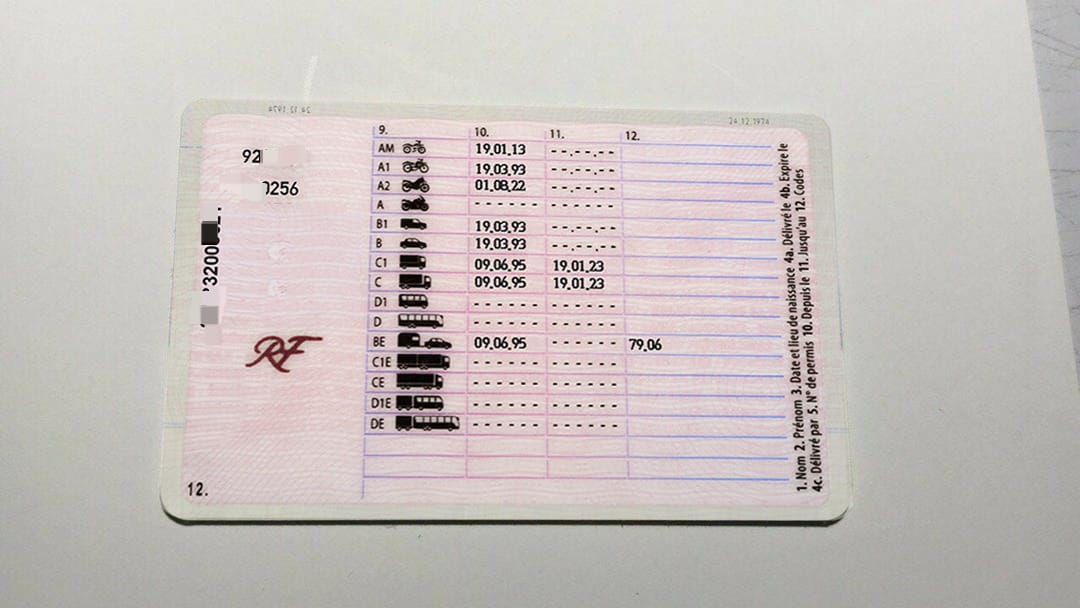 24.12.1974
24.12.1974
92
0256
3200
RF
12.
9. 10. 11. 12.
AM 19.01.13 --.--.--
A1 19.03.93 --.--.--
A2 01.08.22 --.--.--
A ------ ------
B1 19.03.93 --.--.--
B 19.03.93 --.--.--
C1 09.06.95 19.01.23
C 09.06.95 19.01.23
D1 ------ ------
D ------ ------
BE 09.06.95 ------ 79.06
C1E ------ ------
CE ------ ------
D1E ------ ------
DE ------ ------
1. Nom 2. Prénom 3. Date et lieu de naissance 4a. Délivré le 4b. Expire le
4c. Délivré par 5. N° de permis 10. Depuis le 11. Jusqu'au 12. Codes